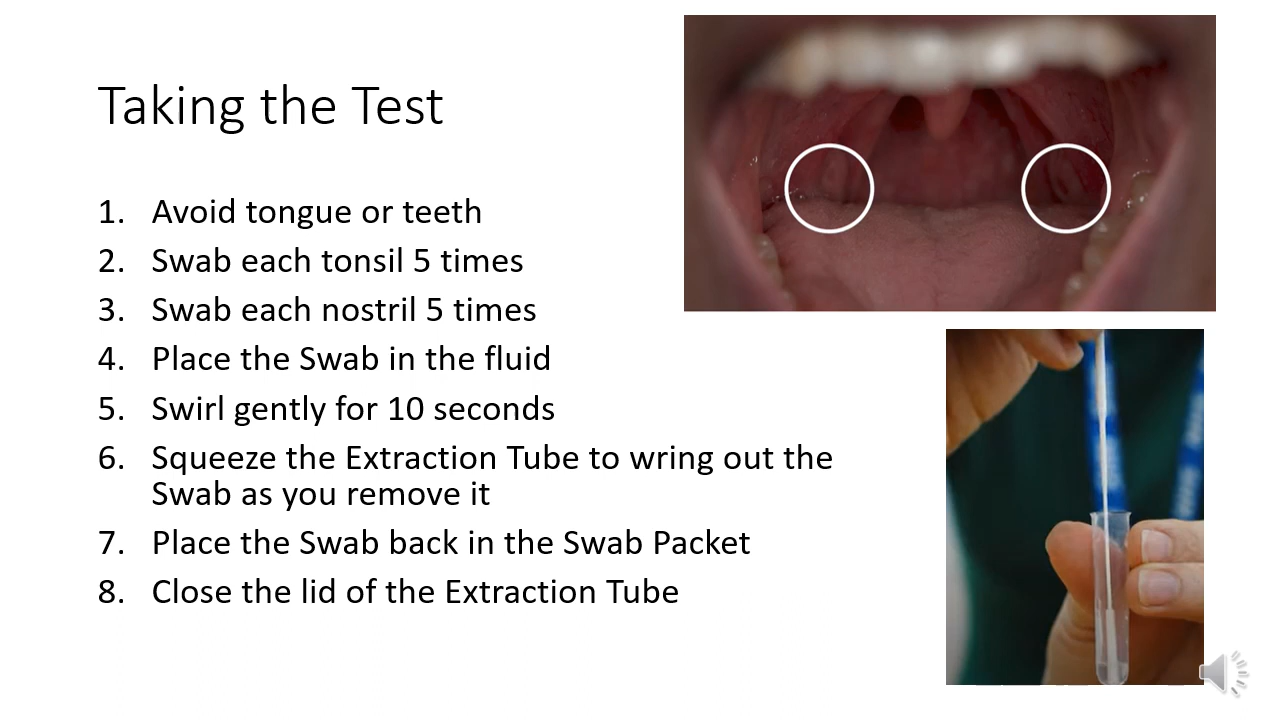 Taking the Test
1. Avoid tongue or teeth
2. Swab each tonsil 5 times
3. Swab each nostril 5 times
4. Place the Swab in the fluid
5. Swirl gently for 10 seconds
6. Squeeze the Extraction Tube to wring out the
Swab as you remove it
7. Place the Swab back in the Swab Packet
8. Close the lid of the Extraction Tube